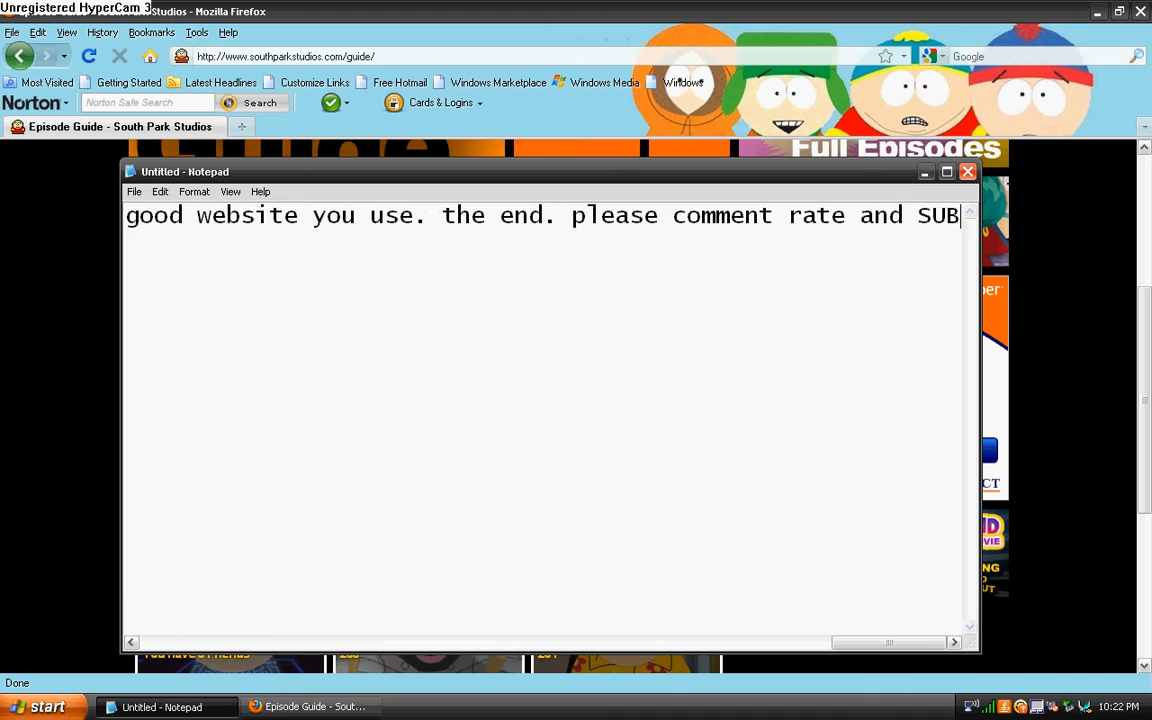 Unregistered HyperCam 3
Episode Guide - South Park Studios - Mozilla Firefox
File Edit View History Bookmarks Tools Help
http://www.southparkstudios.com/guide/
Google
Most Visited Getting Started Latest Headlines Customize Links Free Hotmail Windows Marketplace Windows Media Windows
Norton Norton Safe Search Search Cards & Logins
Episode Guide - South Park Studios
Full Episodes
Untitled - Notepad
File Edit Format View Help
good website you use. the end. please comment rate and SUB
Done
start Untitled - Notepad Episode Guide - Sout... 10:22 PM